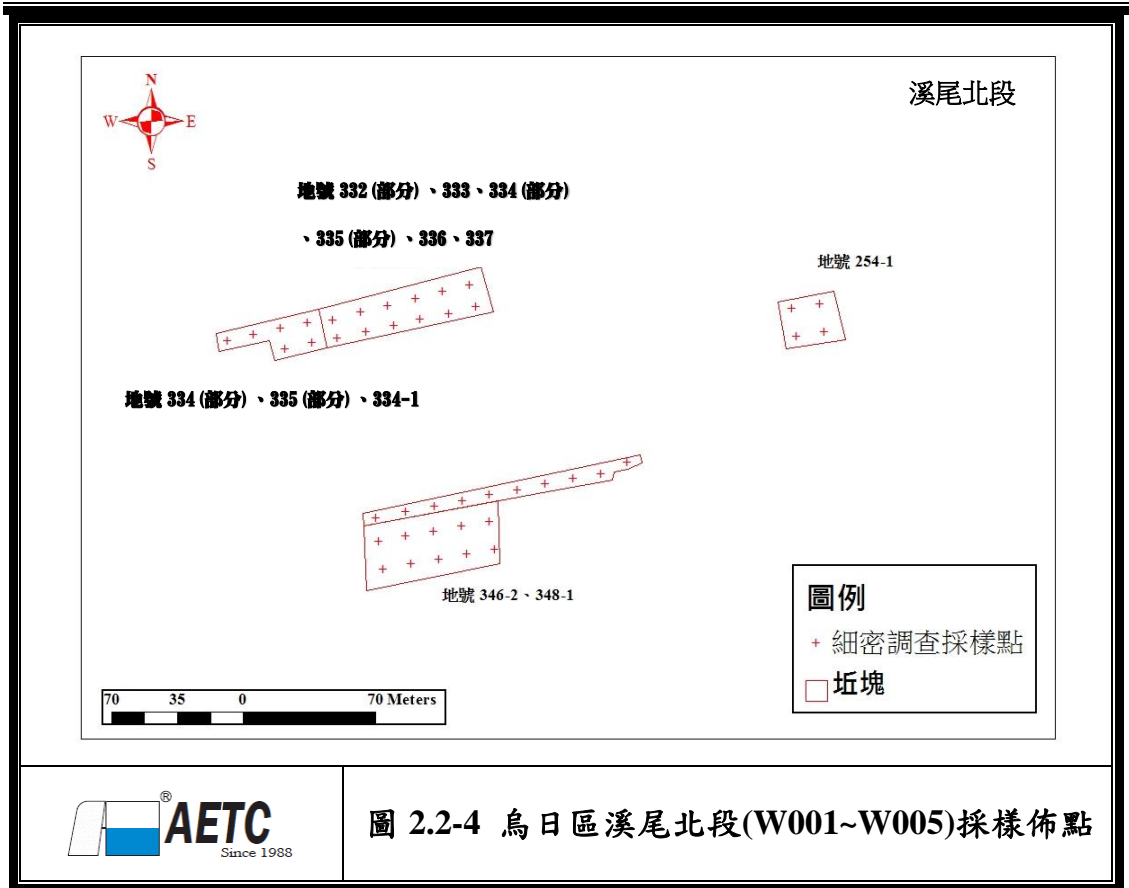 溪尾北段
N
W
E
S
地號 332 (部分)、333、334 (部分)
、335 (部分)、336、337
地號 254-1
地號 334 (部分)、335 (部分)、334-1
地號 346-2、348-1
圖例
+ 細密調查採樣點
坵塊
70 35 0 70 Meters
® AETC
Since 1988
圖 2.2-4 烏日區溪尾北段(W001~W005)採樣佈點